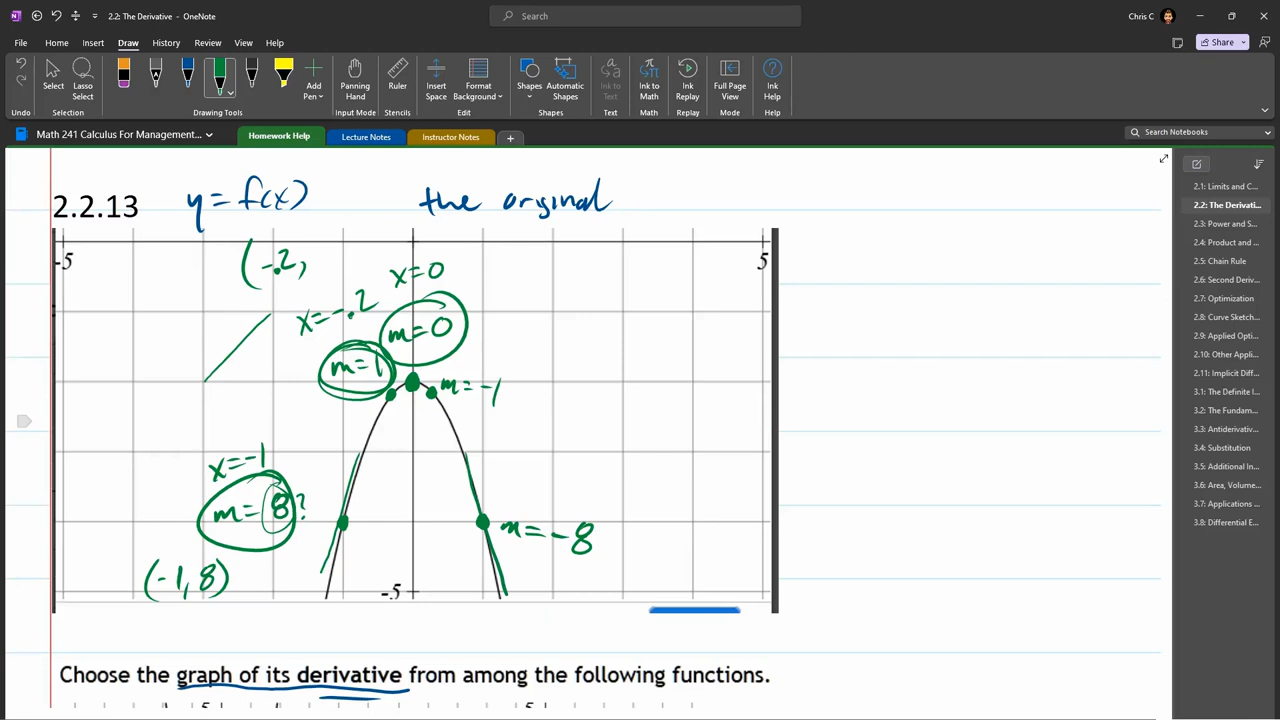 2.2: The Derivative - OneNote
Search
Chris C
File Home Insert Draw History Review View Help
Share
Undo
Select
Lasso Select
Add Pen
Panning Hand
Ruler
Insert Space
Format Background
Shapes
Automatic Shapes
Ink to Text
Ink to Math
Ink Replay
Full Page View
Ink Help
Selection
Drawing Tools
Input Mode
Stencils
Edit
Shapes
Text
Math
Replay
Mode
Help
Math 241 Calculus For Management...
Homework Help
Lecture Notes
Instructor Notes
Search Notebooks
2.1: Limits and C...
2.2: The Derivati...
2.3: Power and S...
2.4: Product and ...
2.5: Chain Rule
2.6: Second Deriv...
2.7: Optimization
2.8: Curve Sketch...
2.9: Applied Opti...
2.10: Other Appli...
2.11: Implicit Diff...
3.1: The Definite I...
3.2: The Fundam...
3.3: Antiderivativ...
3.4: Substitution
3.5: Additional In...
3.6: Area, Volume...
3.7: Applications ...
3.8: Differential E...
2.2.13
y = f(x)
the orginal
-5
5
(-.2,
x=0
x=-.2
m=0
m=1
m=-1
x=-1
m=8?
m=-8
(-1,8)
-5
Choose the graph of its derivative from among the following functions.